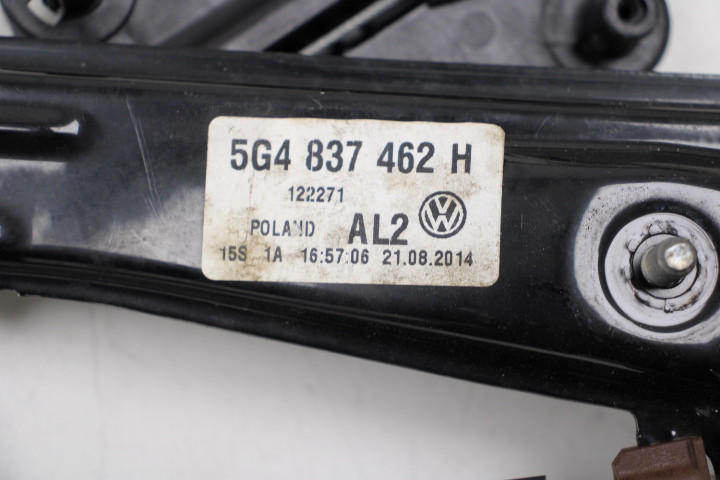 5G4 837 462 H
122271
POLAND AL2
15S 1A 16:57:06 21.08.2014